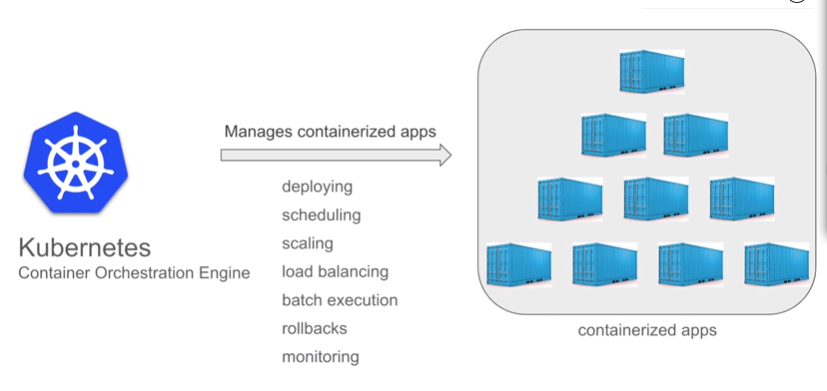 Manages containerized apps
deploying
scheduling
scaling
load balancing
batch execution
rollbacks
monitoring
Kubernetes
Container Orchestration Engine
containerized apps